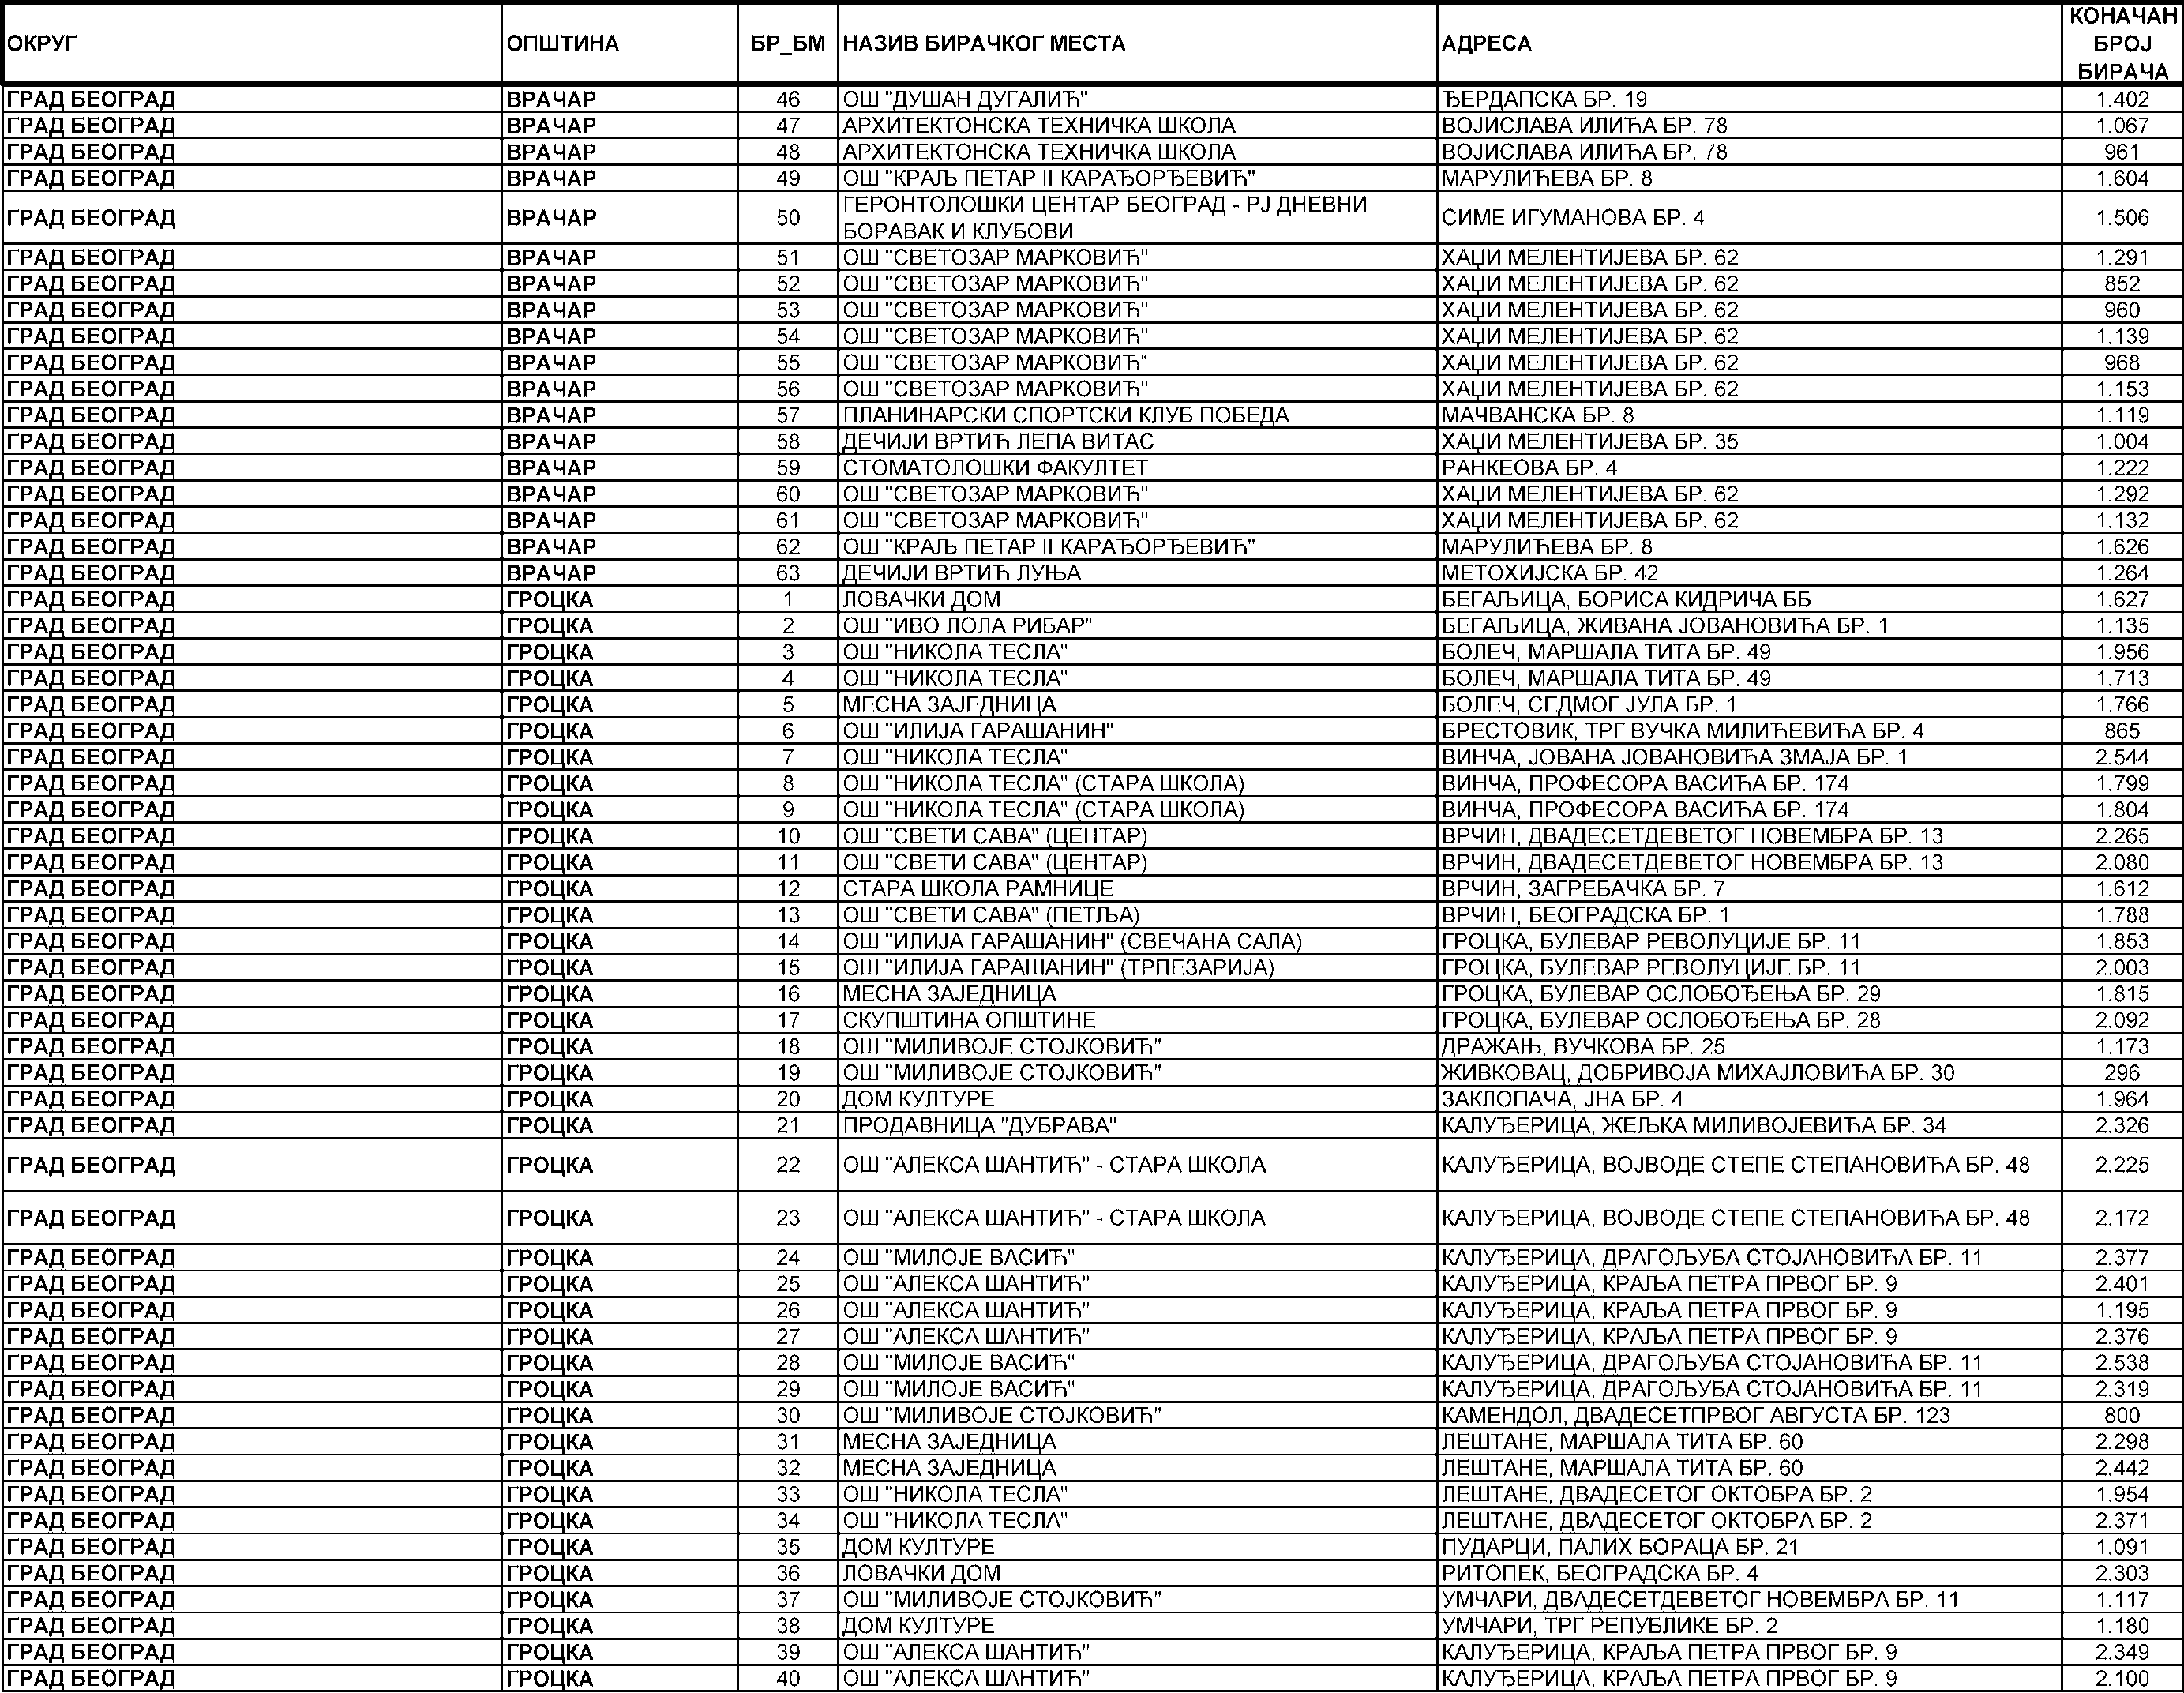 ОКРУГ ОПШТИНА БР_БМ НАЗИВ БИРАЧКОГ МЕСТА АДРЕСА КОНАЧАН БРОЈ БИРАЧА
ГРАД БЕОГРАД ВРАЧАР 46 ОШ "ДУШАН ДУГАЛИЋ" ЂЕРДАПСКА БР. 19 1.402
ГРАД БЕОГРАД ВРАЧАР 47 АРХИТЕКТОНСКА ТЕХНИЧКА ШКОЛА ВОЈИСЛАВА ИЛИЋА БР. 78 1.067
ГРАД БЕОГРАД ВРАЧАР 48 АРХИТЕКТОНСКА ТЕХНИЧКА ШКОЛА ВОЈИСЛАВА ИЛИЋА БР. 78 961
ГРАД БЕОГРАД ВРАЧАР 49 ОШ "КРАЉ ПЕТАР II КАРАЂОРЂЕВИЋ" МАРУЛИЋЕВА БР. 8 1.604
ГРАД БЕОГРАД ВРАЧАР 50 ГЕРОНТОЛОШКИ ЦЕНТАР БЕОГРАД - РЈ ДНЕВНИ БОРАВАК И КЛУБОВИ СИМЕ ИГУМАНОВА БР. 4 1.506
ГРАД БЕОГРАД ВРАЧАР 51 ОШ "СВЕТОЗАР МАРКОВИЋ" ХАЏИ МЕЛЕНТИЈЕВА БР. 62 1.291
ГРАД БЕОГРАД ВРАЧАР 52 ОШ "СВЕТОЗАР МАРКОВИЋ" ХАЏИ МЕЛЕНТИЈЕВА БР. 62 852
ГРАД БЕОГРАД ВРАЧАР 53 ОШ "СВЕТОЗАР МАРКОВИЋ" ХАЏИ МЕЛЕНТИЈЕВА БР. 62 960
ГРАД БЕОГРАД ВРАЧАР 54 ОШ "СВЕТОЗАР МАРКОВИЋ" ХАЏИ МЕЛЕНТИЈЕВА БР. 62 1.139
ГРАД БЕОГРАД ВРАЧАР 55 ОШ "СВЕТОЗАР МАРКОВИЋ" ХАЏИ МЕЛЕНТИЈЕВА БР. 62 968
ГРАД БЕОГРАД ВРАЧАР 56 ОШ "СВЕТОЗАР МАРКОВИЋ" ХАЏИ МЕЛЕНТИЈЕВА БР. 62 1.153
ГРАД БЕОГРАД ВРАЧАР 57 ПЛАНИНАРСКИ СПОРТСКИ КЛУБ ПОБЕДА МАЧВАНСКА БР. 8 1.119
ГРАД БЕОГРАД ВРАЧАР 58 ДЕЧИЈИ ВРТИЋ ЛЕПА ВИТАС ХАЏИ МЕЛЕНТИЈЕВА БР. 35 1.004
ГРАД БЕОГРАД ВРАЧАР 59 СТОМАТОЛОШКИ ФАКУЛТЕТ РАНКЕОВА БР. 4 1.222
ГРАД БЕОГРАД ВРАЧАР 60 ОШ "СВЕТОЗАР МАРКОВИЋ" ХАЏИ МЕЛЕНТИЈЕВА БР. 62 1.292
ГРАД БЕОГРАД ВРАЧАР 61 ОШ "СВЕТОЗАР МАРКОВИЋ" ХАЏИ МЕЛЕНТИЈЕВА БР. 62 1.132
ГРАД БЕОГРАД ВРАЧАР 62 ОШ "КРАЉ ПЕТАР II КАРАЂОРЂЕВИЋ" МАРУЛИЋЕВА БР. 8 1.626
ГРАД БЕОГРАД ВРАЧАР 63 ДЕЧИЈИ ВРТИЋ ЛУЊА МЕТОХИЈСКА БР. 42 1.264
ГРАД БЕОГРАД ГРОЦКА 1 ЛОВАЧКИ ДОМ БЕГАЉИЦА, БОРИСА КИДРИЧА ББ 1.627
ГРАД БЕОГРАД ГРОЦКА 2 ОШ "ИВО ЛОЛА РИБАР" БЕГАЉИЦА, ЖИВАНА ЈОВАНОВИЋА БР. 1 1.135
ГРАД БЕОГРАД ГРОЦКА 3 ОШ "НИКОЛА ТЕСЛА" БОЛЕЧ, МАРШАЛА ТИТА БР. 49 1.956
ГРАД БЕОГРАД ГРОЦКА 4 ОШ "НИКОЛА ТЕСЛА" БОЛЕЧ, МАРШАЛА ТИТА БР. 49 1.713
ГРАД БЕОГРАД ГРОЦКА 5 МЕСНА ЗАЈЕДНИЦА БОЛЕЧ, СЕДМОГ ЈУЛА БР. 1 1.766
ГРАД БЕОГРАД ГРОЦКА 6 ОШ "ИЛИЈА ГАРАШАНИН" БРЕСТОВИК, ТРГ ВУЧКА МИЛИЋЕВИЋА БР. 4 865
ГРАД БЕОГРАД ГРОЦКА 7 ОШ "НИКОЛА ТЕСЛА" ВИНЧА, ЈОВАНА ЈОВАНОВИЋА ЗМАЈА БР. 1 2.544
ГРАД БЕОГРАД ГРОЦКА 8 ОШ "НИКОЛА ТЕСЛА" (СТАРА ШКОЛА) ВИНЧА, ПРОФЕСОРА ВАСИЋА БР. 174 1.799
ГРАД БЕОГРАД ГРОЦКА 9 ОШ "НИКОЛА ТЕСЛА" (СТАРА ШКОЛА) ВИНЧА, ПРОФЕСОРА ВАСИЋА БР. 174 1.804
ГРАД БЕОГРАД ГРОЦКА 10 ОШ "СВЕТИ САВА" (ЦЕНТАР) ВРЧИН, ДВАДЕСЕТДЕВЕТОГ НОВЕМБРА БР. 13 2.265
ГРАД БЕОГРАД ГРОЦКА 11 ОШ "СВЕТИ САВА" (ЦЕНТАР) ВРЧИН, ДВАДЕСЕТДЕВЕТОГ НОВЕМБРА БР. 13 2.080
ГРАД БЕОГРАД ГРОЦКА 12 СТАРА ШКОЛА РАМНИЦЕ ВРЧИН, ЗАГРЕБАЧКА БР. 7 1.612
ГРАД БЕОГРАД ГРОЦКА 13 ОШ "СВЕТИ САВА" (ПЕТЉА) ВРЧИН, БЕОГРАДСКА БР. 1 1.788
ГРАД БЕОГРАД ГРОЦКА 14 ОШ "ИЛИЈА ГАРАШАНИН" (СВЕЧАНА САЛА) ГРОЦКА, БУЛЕВАР РЕВОЛУЦИЈЕ БР. 11 1.853
ГРАД БЕОГРАД ГРОЦКА 15 ОШ "ИЛИЈА ГАРАШАНИН" (ТРПЕЗАРИЈА) ГРОЦКА, БУЛЕВАР РЕВОЛУЦИЈЕ БР. 11 2.003
ГРАД БЕОГРАД ГРОЦКА 16 МЕСНА ЗАЈЕДНИЦА ГРОЦКА, БУЛЕВАР ОСЛОБОЂЕЊА БР. 29 1.815
ГРАД БЕОГРАД ГРОЦКА 17 СКУПШТИНА ОПШТИНЕ ГРОЦКА, БУЛЕВАР ОСЛОБОЂЕЊА БР. 28 2.092
ГРАД БЕОГРАД ГРОЦКА 18 ОШ "МИЛИВОЈЕ СТОЈКОВИЋ" ДРАЖАЊ, ВУЧКОВА БР. 25 1.173
ГРАД БЕОГРАД ГРОЦКА 19 ОШ "МИЛИВОЈЕ СТОЈКОВИЋ" ЖИВКОВАЦ, ДОБРИВОЈА МИХАЈЛОВИЋА БР. 30 296
ГРАД БЕОГРАД ГРОЦКА 20 ДОМ КУЛТУРЕ ЗАКЛОПАЧА, ЈНА БР. 4 1.964
ГРАД БЕОГРАД ГРОЦКА 21 ПРОДАВНИЦА "ДУБРАВА" КАЛУЂЕРИЦА, ЖЕЉКА МИЛИВОЈЕВИЋА БР. 34 2.326
ГРАД БЕОГРАД ГРОЦКА 22 ОШ "АЛЕКСА ШАНТИЋ" - СТАРА ШКОЛА КАЛУЂЕРИЦА, ВОЈВОДЕ СТЕПЕ СТЕПАНОВИЋА БР. 48 2.225
ГРАД БЕОГРАД ГРОЦКА 23 ОШ "АЛЕКСА ШАНТИЋ" - СТАРА ШКОЛА КАЛУЂЕРИЦА, ВОЈВОДЕ СТЕПЕ СТЕПАНОВИЋА БР. 48 2.172
ГРАД БЕОГРАД ГРОЦКА 24 ОШ "МИЛОЈЕ ВАСИЋ" КАЛУЂЕРИЦА, ДРАГОЉУБА СТОЈАНОВИЋА БР. 11 2.377
ГРАД БЕОГРАД ГРОЦКА 25 ОШ "АЛЕКСА ШАНТИЋ" КАЛУЂЕРИЦА, КРАЉА ПЕТРА ПРВОГ БР. 9 2.401
ГРАД БЕОГРАД ГРОЦКА 26 ОШ "АЛЕКСА ШАНТИЋ" КАЛУЂЕРИЦА, КРАЉА ПЕТРА ПРВОГ БР. 9 1.195
ГРАД БЕОГРАД ГРОЦКА 27 ОШ "АЛЕКСА ШАНТИЋ" КАЛУЂЕРИЦА, КРАЉА ПЕТРА ПРВОГ БР. 9 2.376
ГРАД БЕОГРАД ГРОЦКА 28 ОШ "МИЛОЈЕ ВАСИЋ" КАЛУЂЕРИЦА, ДРАГОЉУБА СТОЈАНОВИЋА БР. 11 2.538
ГРАД БЕОГРАД ГРОЦКА 29 ОШ "МИЛОЈЕ ВАСИЋ" КАЛУЂЕРИЦА, ДРАГОЉУБА СТОЈАНОВИЋА БР. 11 2.319
ГРАД БЕОГРАД ГРОЦКА 30 ОШ "МИЛИВОЈЕ СТОЈКОВИЋ" КАМЕНДОЛ, ДВАДЕСЕТПРВОГ АВГУСТА БР. 123 800
ГРАД БЕОГРАД ГРОЦКА 31 МЕСНА ЗАЈЕДНИЦА ЛЕШТАНЕ, МАРШАЛА ТИТА БР. 60 2.298
ГРАД БЕОГРАД ГРОЦКА 32 МЕСНА ЗАЈЕДНИЦА ЛЕШТАНЕ, МАРШАЛА ТИТА БР. 60 2.442
ГРАД БЕОГРАД ГРОЦКА 33 ОШ "НИКОЛА ТЕСЛА" ЛЕШТАНЕ, ДВАДЕСЕТОГ ОКТОБРА БР. 2 1.954
ГРАД БЕОГРАД ГРОЦКА 34 ОШ "НИКОЛА ТЕСЛА" ЛЕШТАНЕ, ДВАДЕСЕТОГ ОКТОБРА БР. 2 2.371
ГРАД БЕОГРАД ГРОЦКА 35 ДОМ КУЛТУРЕ ПУДАРЦИ, ПАЛИХ БОРАЦА БР. 21 1.091
ГРАД БЕОГРАД ГРОЦКА 36 ЛОВАЧКИ ДОМ РИТОПЕК, БЕОГРАДСКА БР. 4 2.303
ГРАД БЕОГРАД ГРОЦКА 37 ОШ "МИЛИВОЈЕ СТОЈКОВИЋ" УМЧАРИ, ДВАДЕСЕТДЕВЕТОГ НОВЕМБРА БР. 11 1.117
ГРАД БЕОГРАД ГРОЦКА 38 ДОМ КУЛТУРЕ УМЧАРИ, ТРГ РЕПУБЛИКЕ БР. 2 1.180
ГРАД БЕОГРАД ГРОЦКА 39 ОШ "АЛЕКСА ШАНТИЋ" КАЛУЂЕРИЦА, КРАЉА ПЕТРА ПРВОГ БР. 9 2.349
ГРАД БЕОГРАД ГРОЦКА 40 ОШ "АЛЕКСА ШАНТИЋ" КАЛУЂЕРИЦА, КРАЉА ПЕТРА ПРВОГ БР. 9 2.100